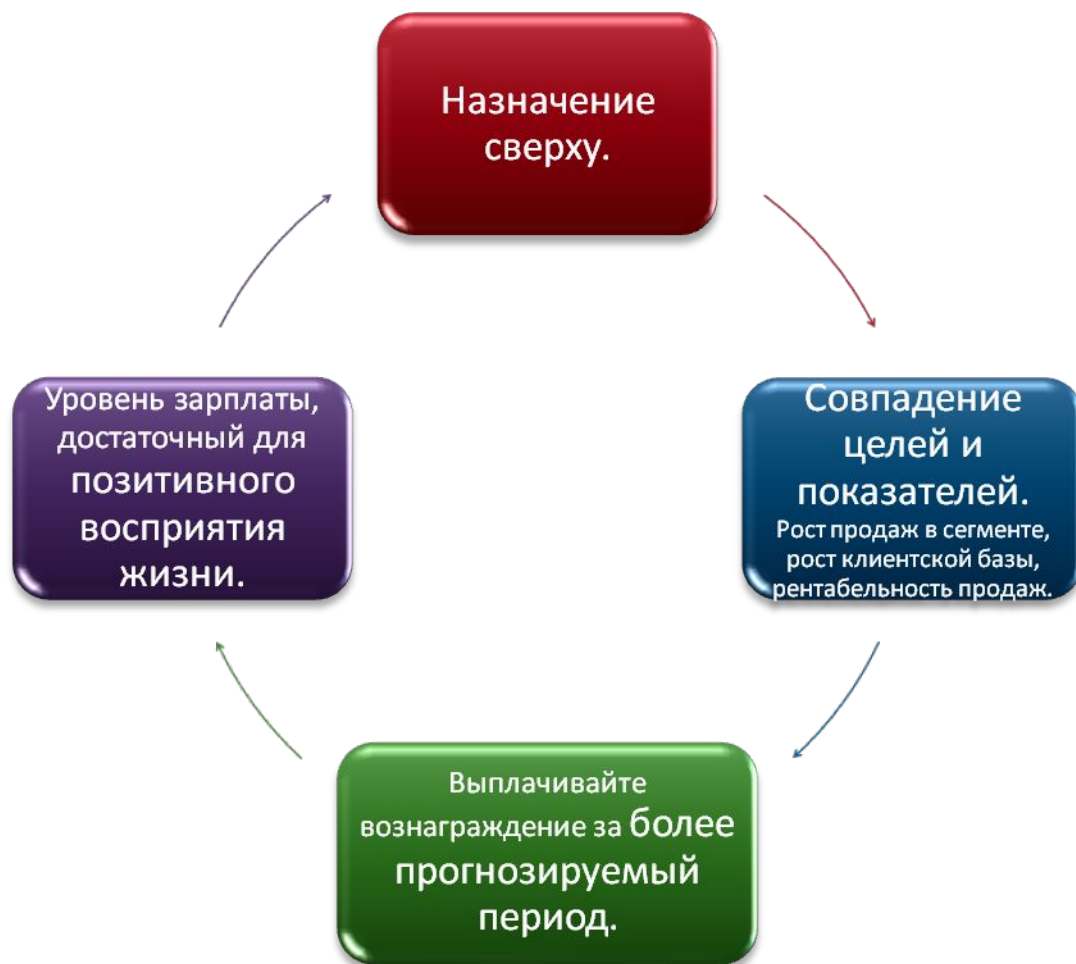 Назначение
сверху.
Совпадение
целей и
показателей.
Рост продаж в сегменте,
рост клиентской базы,
рентабельность продаж.
Выплачивайте
вознаграждение за более
прогнозируемый
период.
Уровень зарплаты,
достаточный для
позитивного
восприятия
жизни.